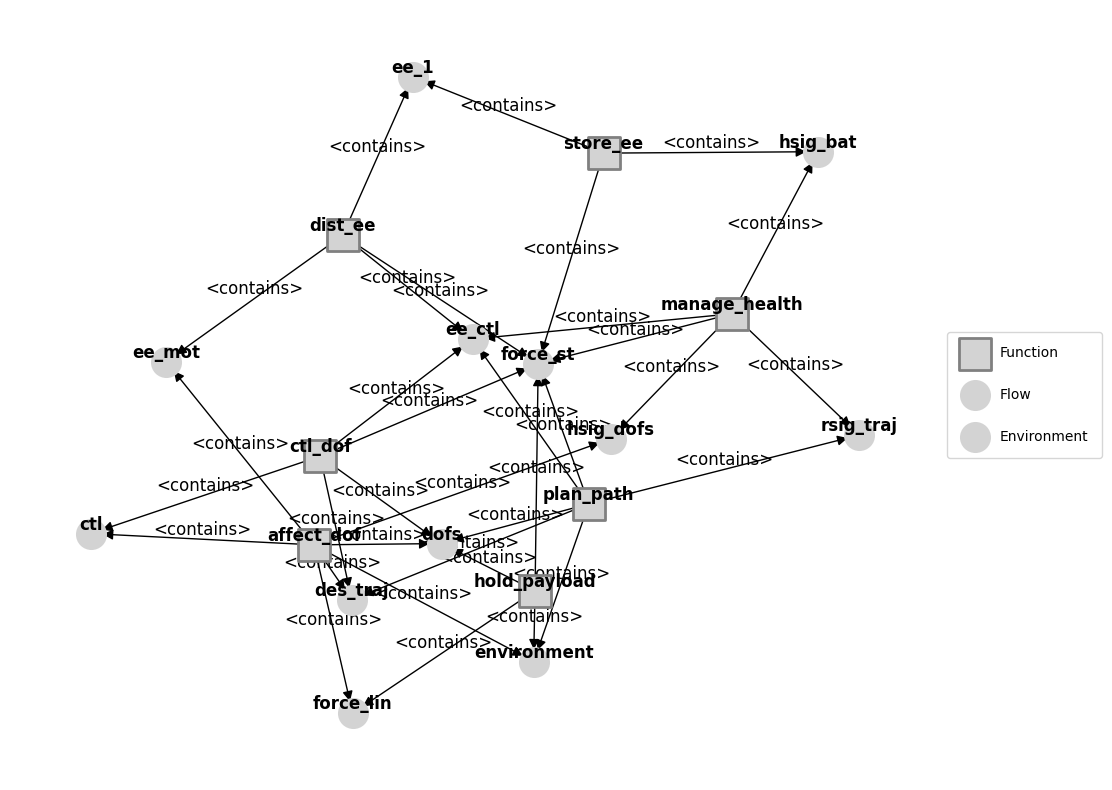 ee_1
<contains>
store_ee
<contains>
hsig_bat
<contains>
dist_ee
<contains>
<contains>
<contains>
<contains>
<contains>
manage_health
<contains>
<contains>
ee_ctl
ee_mot
force_st
<contains>
<contains>
Function
Flow
Environment
<contains>
<contains>
<contains>
<contains>
hsig_dofs
rsig_traj
<contains>
ctl_dof
<contains>
<contains>
<contains>
<contains>
<contains>
plan_path
<contains>
<contains>
ctl
<contains>
affect_dof
<contains>
dofs
<contains>
<contains>
<contains>
hold_payload
des_traj
<contains>
<contains>
<contains>
<contains>
environment
force_lin